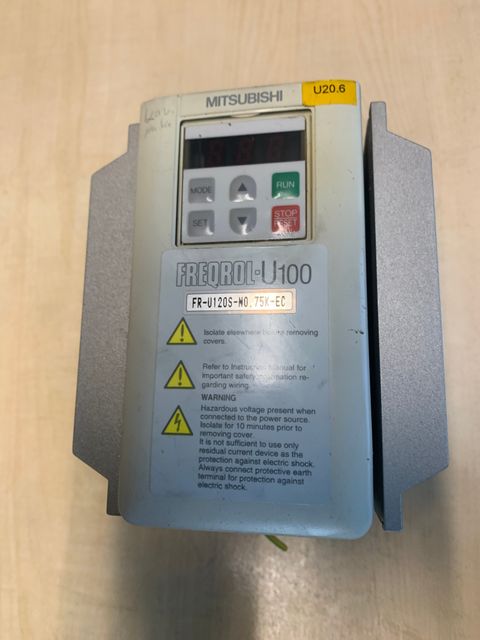 MITSUBISHI
U20.6
MODE
RUN
SET
STOP
RESET
FREQROL-U100
FR-U120S-N0.75K-EC
Isolate elsewhere before removing
covers.
Refer to Instruction Manual for
important safety information re-
garding wiring.
WARNING
Hazardous voltage present when
connected to the power source.
Isolate for 10 minutes prior to
removing cover.
It is not sufficient to use only
residual current device as the
protection against electric shock.
Always connect protective earth
terminal for protection against
electric shock.